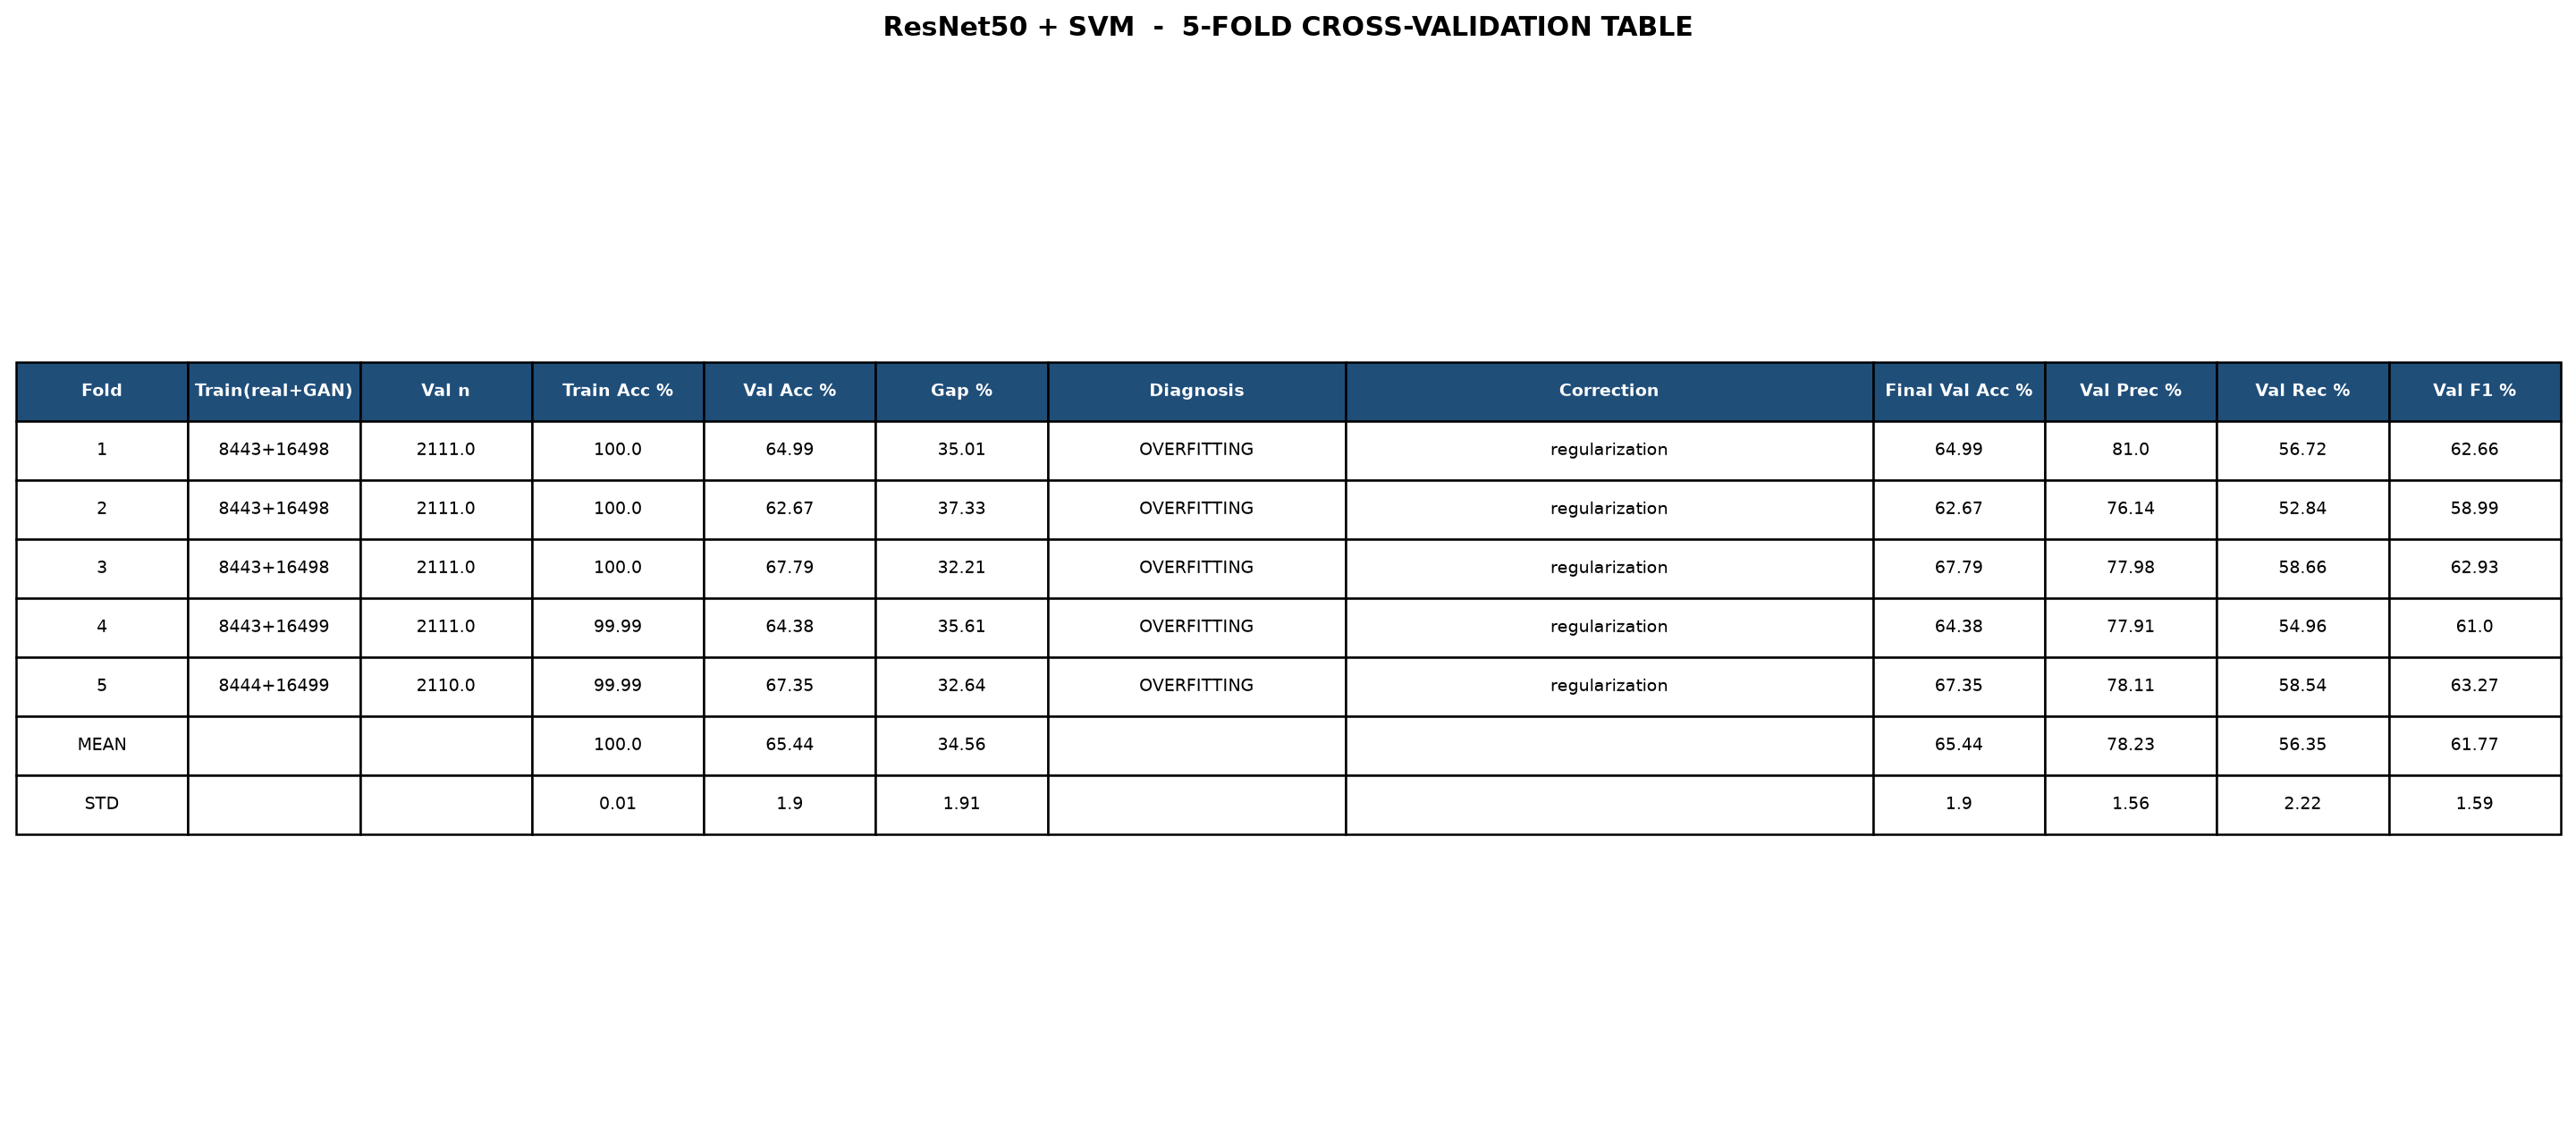 ResNet50 + SVM - 5-FOLD CROSS-VALIDATION TABLE
Fold Train(real+GAN) Val n Train Acc % Val Acc % Gap % Diagnosis Correction Final Val Acc % Val Prec % Val Rec % Val F1 %
1 8443+16498 2111.0 100.0 64.99 35.01 OVERFITTING regularization 64.99 81.0 56.72 62.66
2 8443+16498 2111.0 100.0 62.67 37.33 OVERFITTING regularization 62.67 76.14 52.84 58.99
3 8443+16498 2111.0 100.0 67.79 32.21 OVERFITTING regularization 67.79 77.98 58.66 62.93
4 8443+16499 2111.0 99.99 64.38 35.61 OVERFITTING regularization 64.38 77.91 54.96 61.0
5 8444+16499 2110.0 99.99 67.35 32.64 OVERFITTING regularization 67.35 78.11 58.54 63.27
MEAN 100.0 65.44 34.56 65.44 78.23 56.35 61.77
STD 0.01 1.9 1.91 1.9 1.56 2.22 1.59